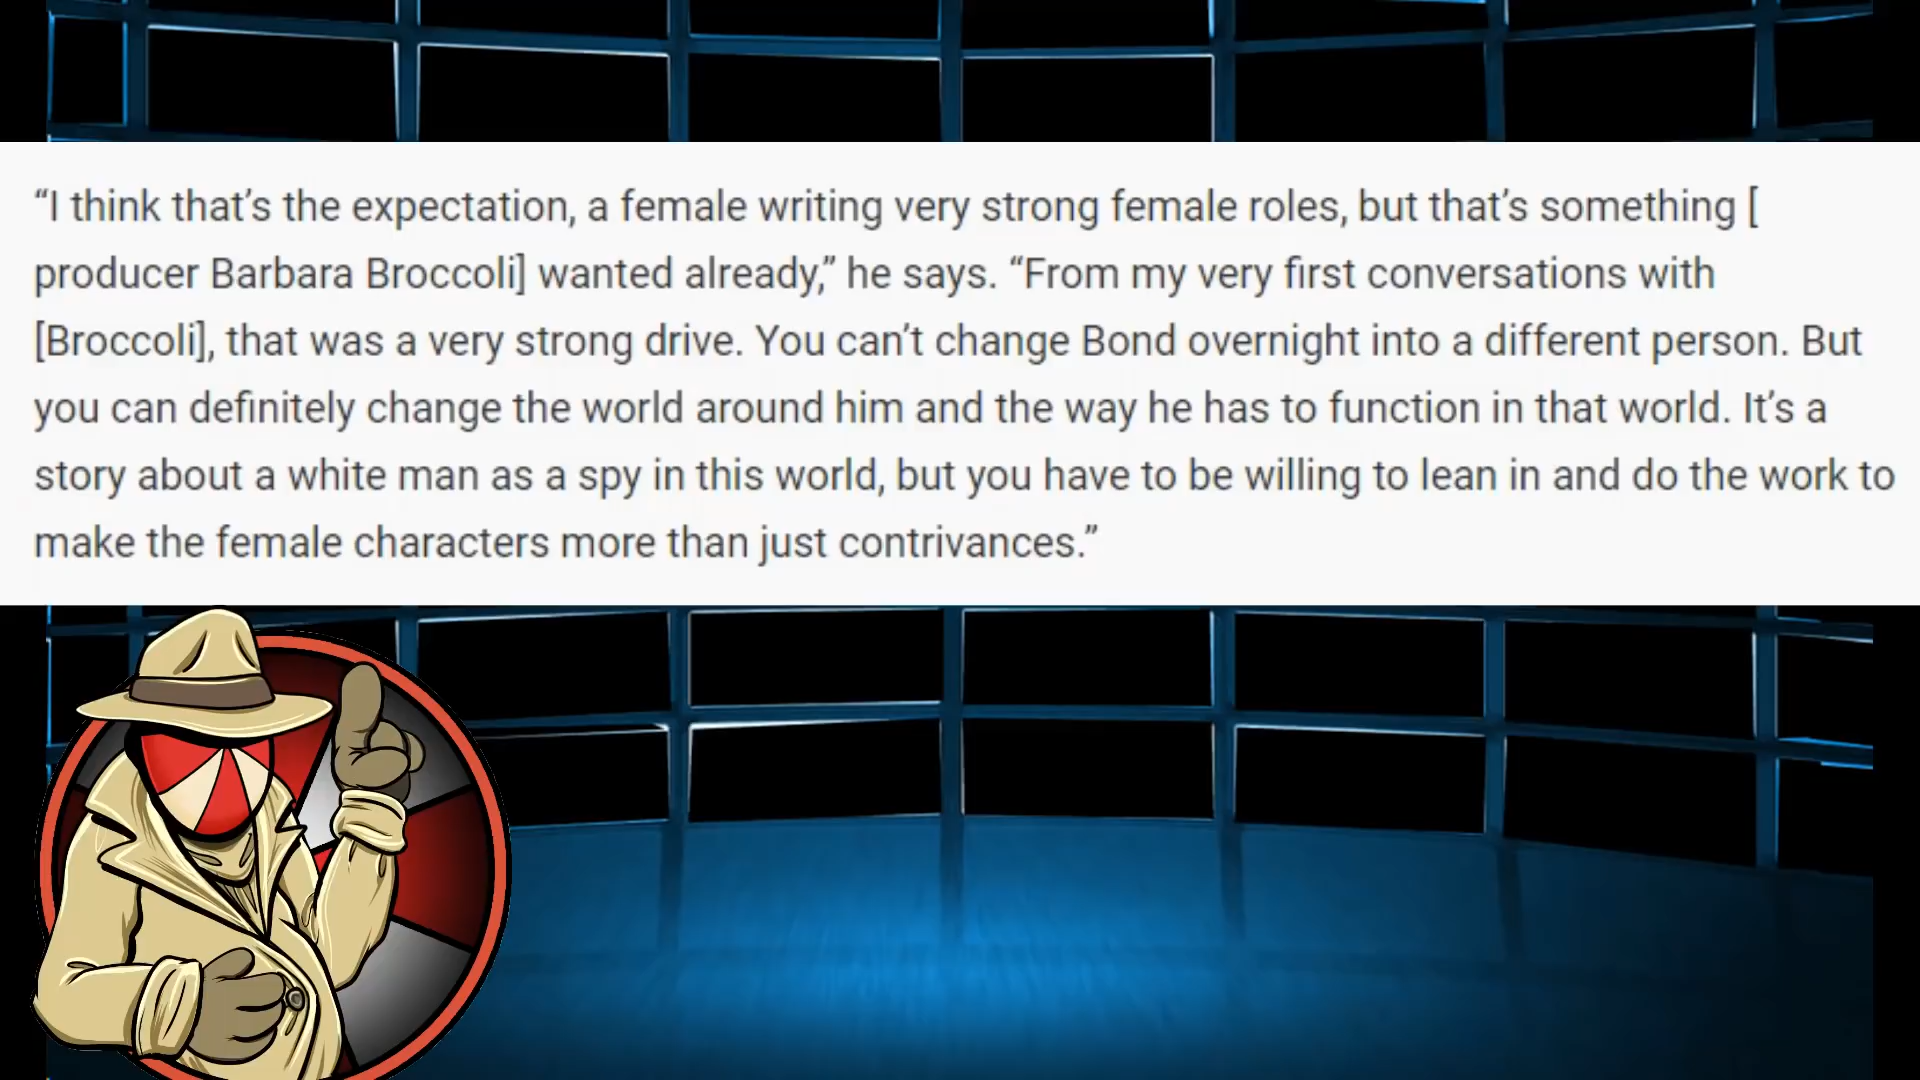 “I think that’s the expectation, a female writing very strong female roles, but that’s something [
producer Barbara Broccoli] wanted already,” he says. “From my very first conversations with
[Broccoli], that was a very strong drive. You can’t change Bond overnight into a different person. But
you can definitely change the world around him and the way he has to function in that world. It’s a
story about a white man as a spy in this world, but you have to be willing to lean in and do the work to
make the female characters more than just contrivances.”